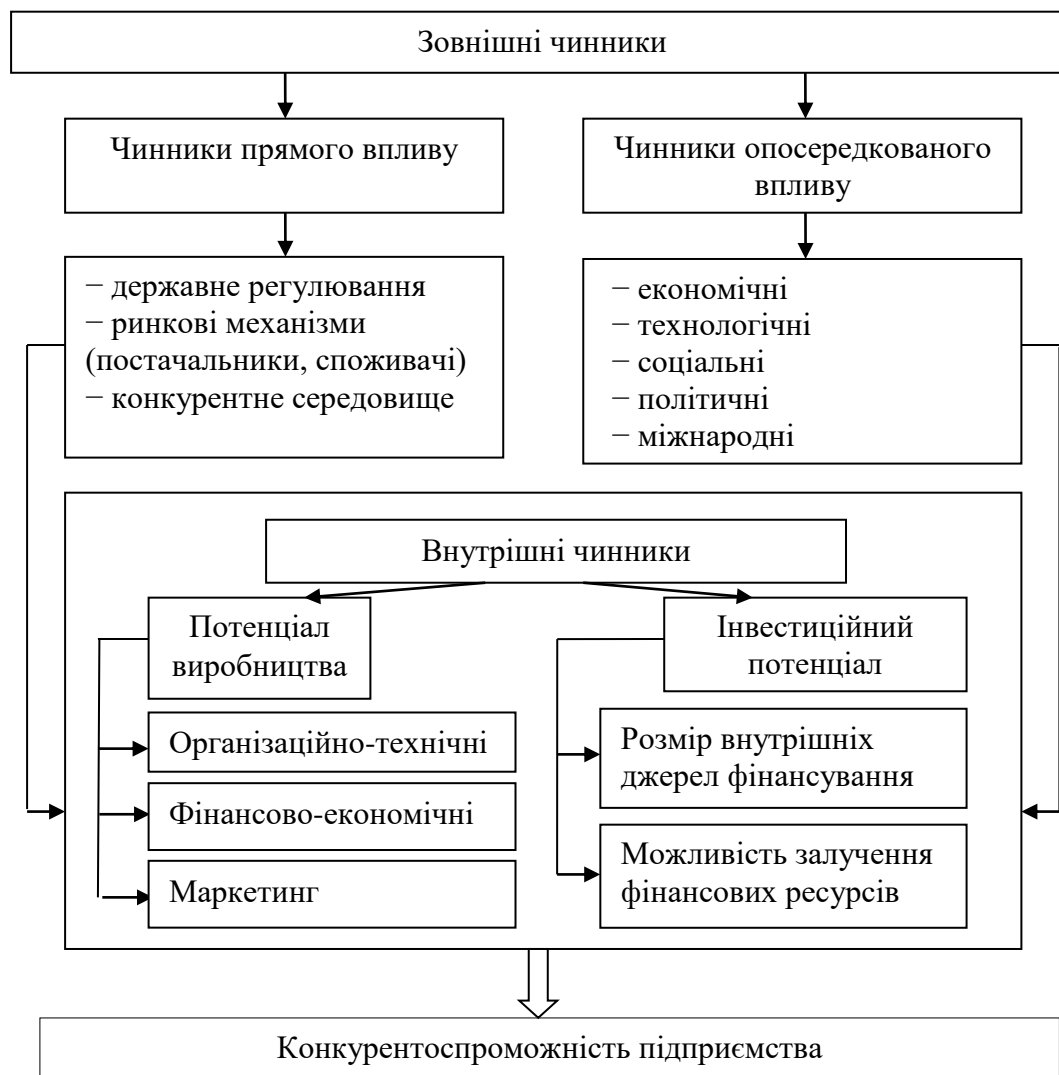 Зовнішні чинники
Чинники прямого впливу
Чинники опосередкованого
впливу
− державне регулювання
− ринкові механізми
(постачальники, споживачі)
− конкурентне середовище
− економічні
− технологічні
− соціальні
− політичні
− міжнародні
Внутрішні чинники
Потенціал
виробництва
Організаційно-технічні
Фінансово-економічні
Маркетинг
Інвестиційний
потенціал
Розмір внутрішніх
джерел фінансування
Можливість залучення
фінансових ресурсів
Конкурентоспроможність підприємства